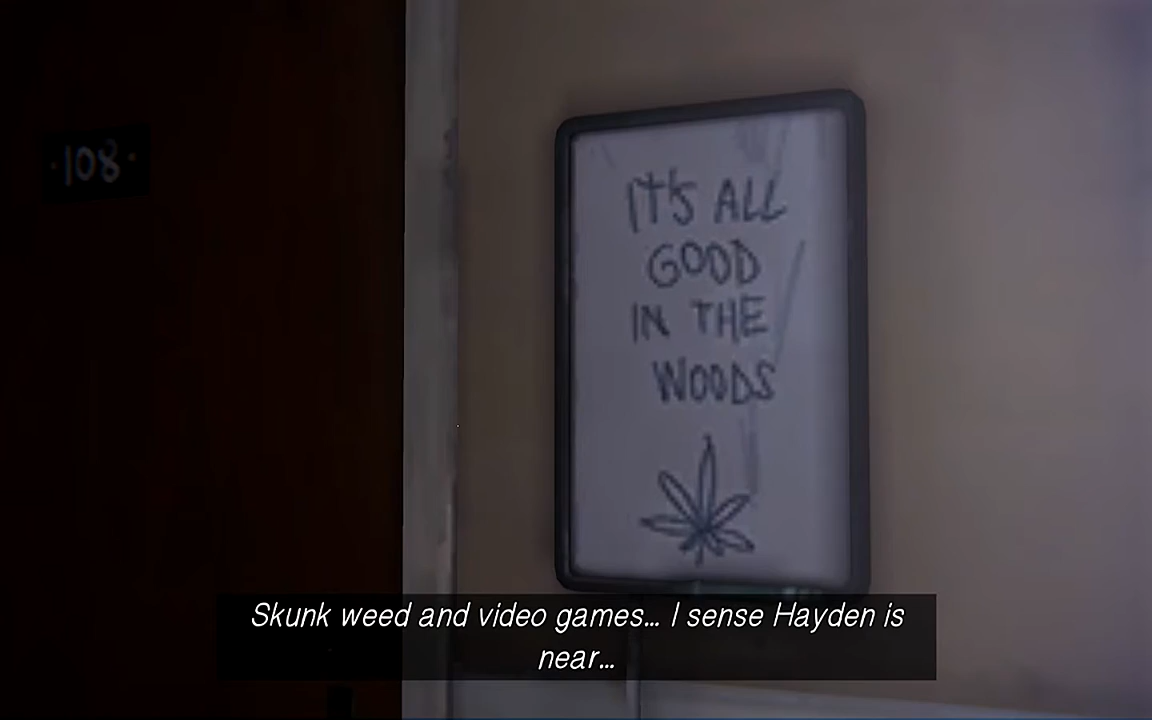 ·108·
IT'S ALL
GOOD
IN THE
WOODS
Skunk weed and video games... I sense Hayden is
near...